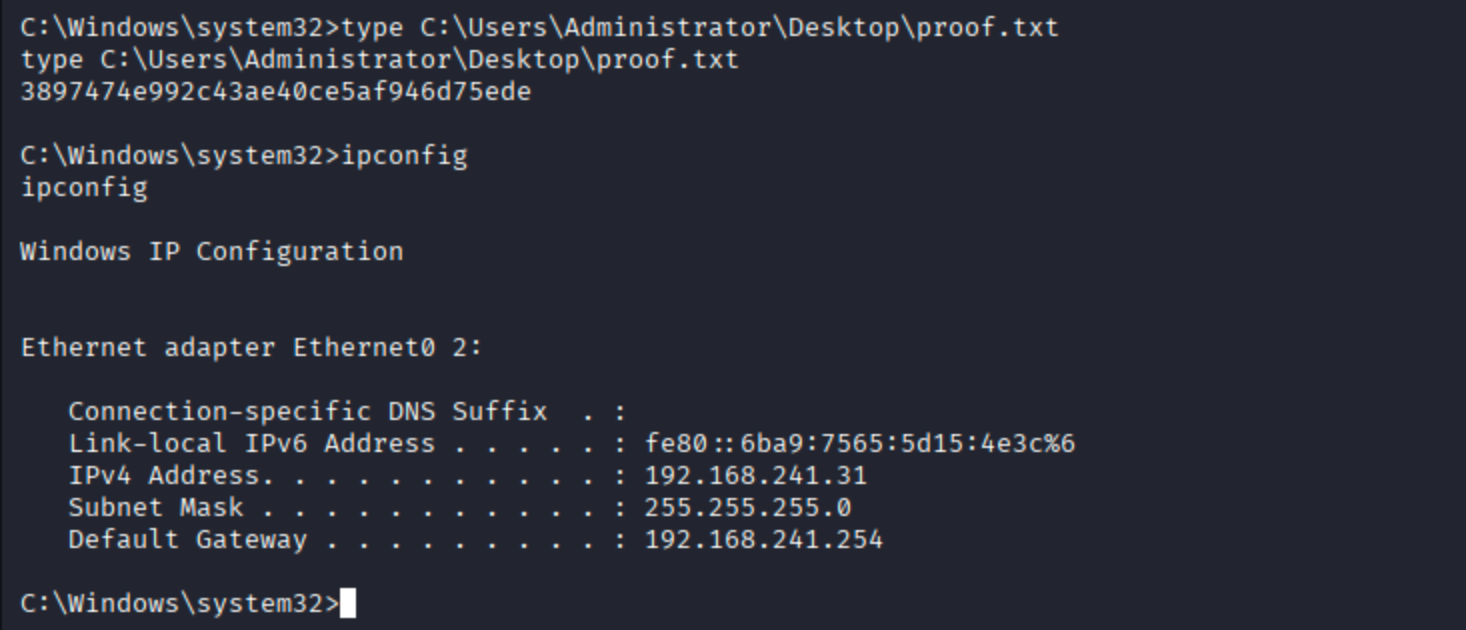 C:\Windows\system32>type C:\Users\Administrator\Desktop\proof.txt
type C:\Users\Administrator\Desktop\proof.txt
3897474e992c43ae40ce5af946d75ede
C:\Windows\system32>ipconfig
ipconfig
Windows IP Configuration
Ethernet adapter Ethernet0 2:
   Connection-specific DNS Suffix  . :
   Link-local IPv6 Address . . . . . : fe80::6ba9:7565:5d15:4e3c%6
   IPv4 Address. . . . . . . . . . . : 192.168.241.31
   Subnet Mask . . . . . . . . . . . : 255.255.255.0
   Default Gateway . . . . . . . . . : 192.168.241.254
C:\Windows\system32>